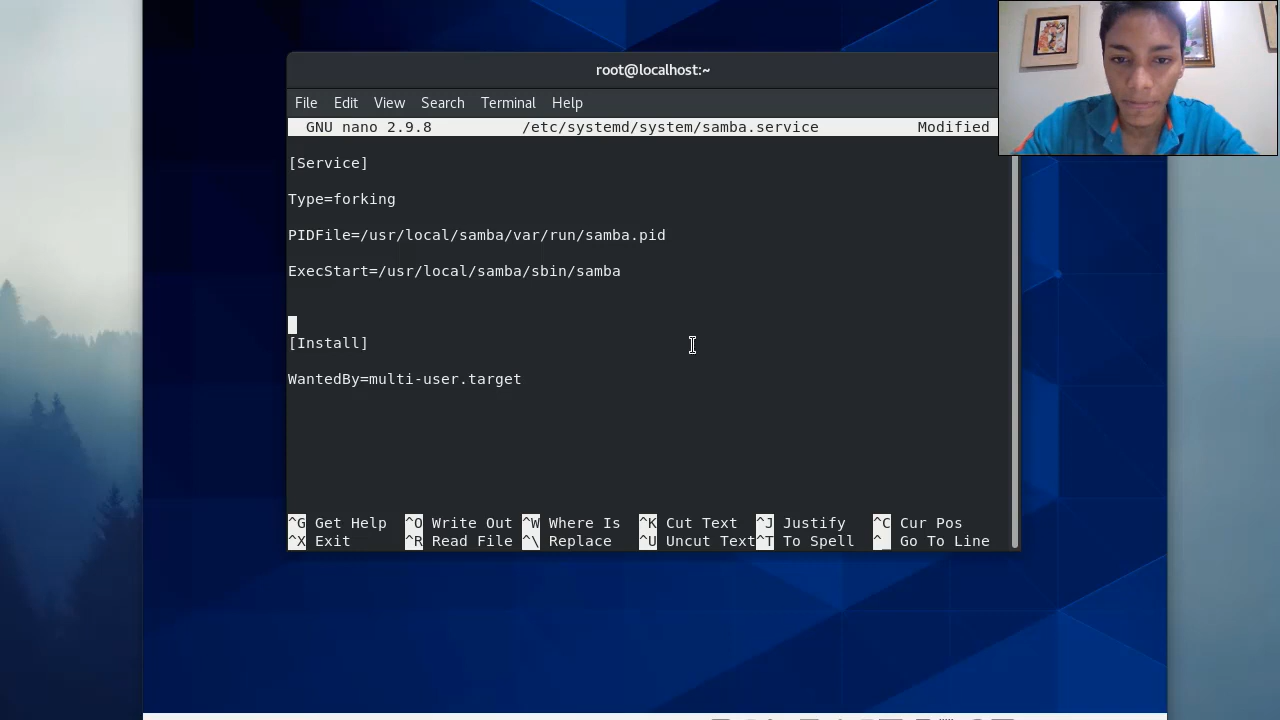 root@localhost:~
File Edit View Search Terminal Help
GNU nano 2.9.8 /etc/systemd/system/samba.service Modified
[Service]
Type=forking
PIDFile=/usr/local/samba/var/run/samba.pid
ExecStart=/usr/local/samba/sbin/samba
[Install]
WantedBy=multi-user.target
^G Get Help ^O Write Out ^W Where Is ^K Cut Text ^J Justify ^C Cur Pos
^X Exit ^R Read File ^\ Replace ^U Uncut Text ^T To Spell ^_ Go To Line